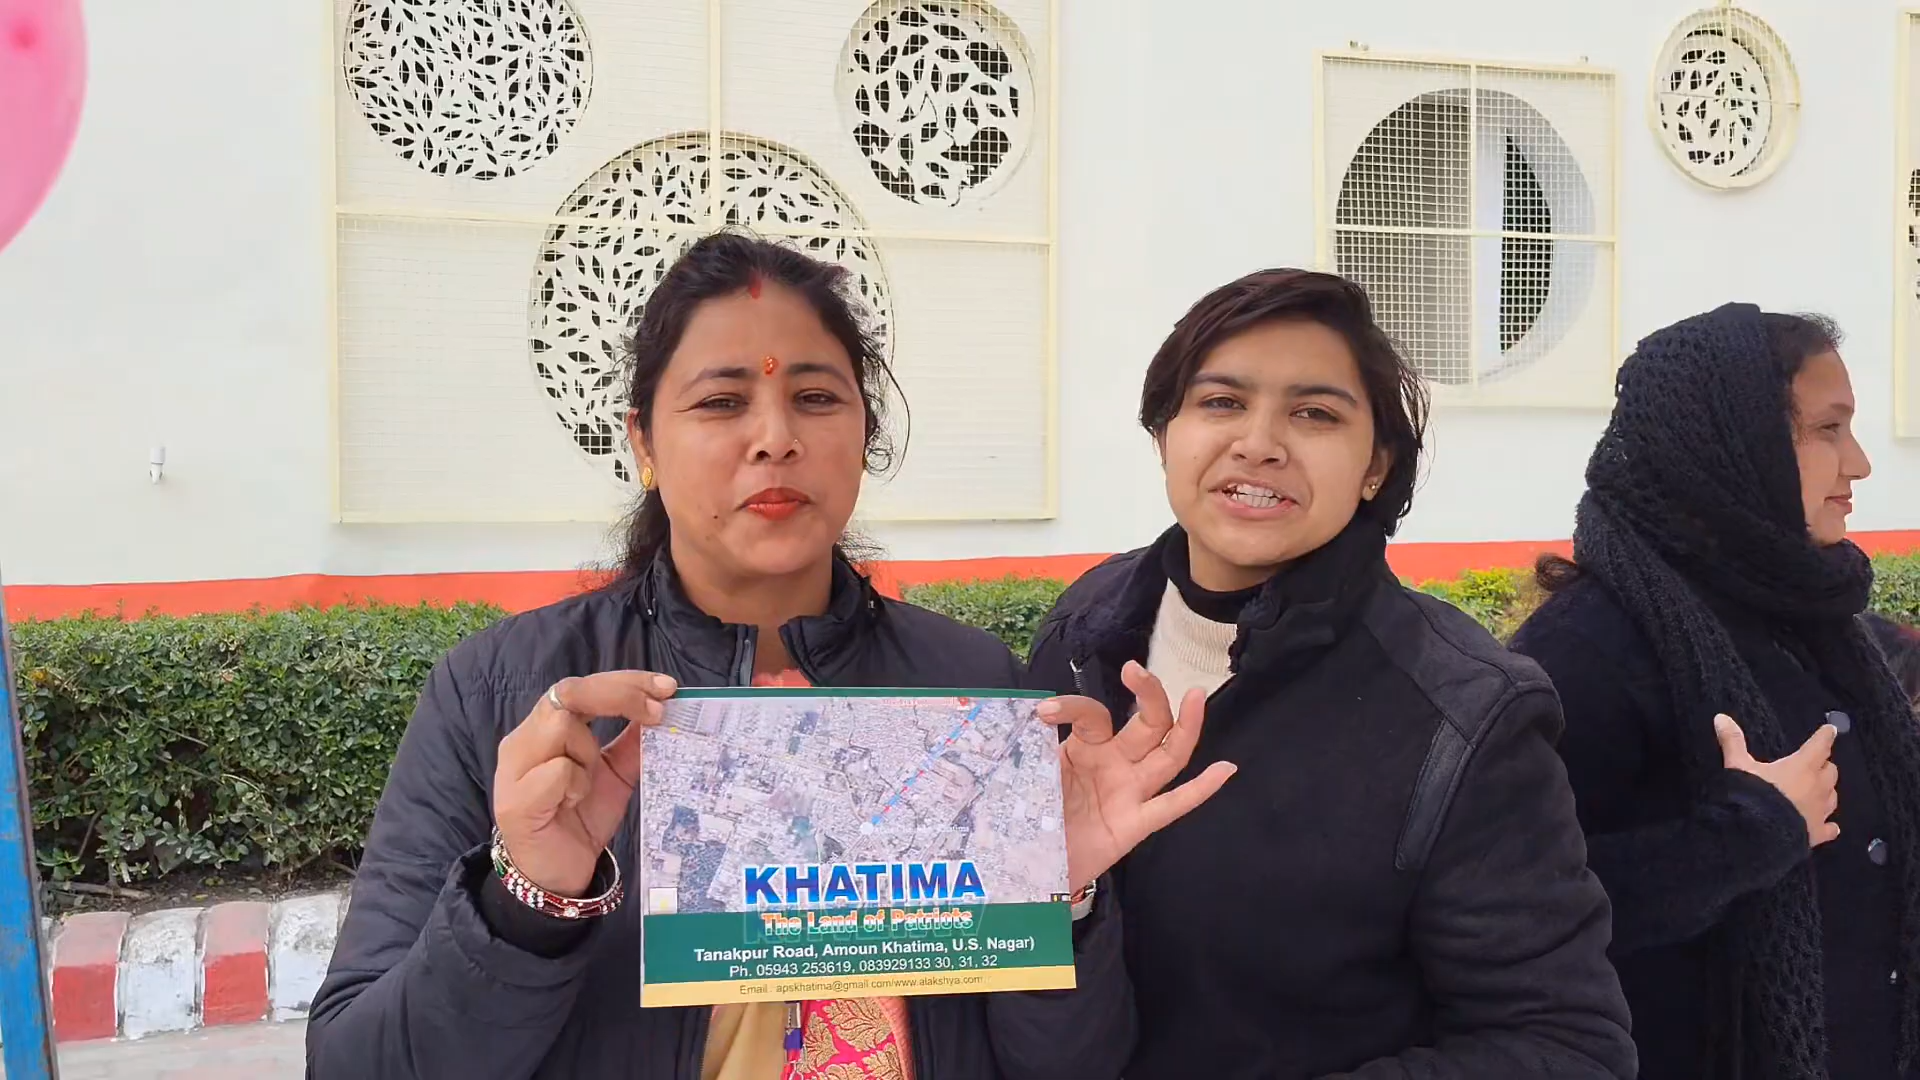 KHATIMA
The Land of Patriots
Tanakpur Road, Amoun Khatima, U.S. Nagar)
Ph. 05943 253619, 083929133 30, 31, 32
Email : apskhatima@gmail.com/www.alakshya.com